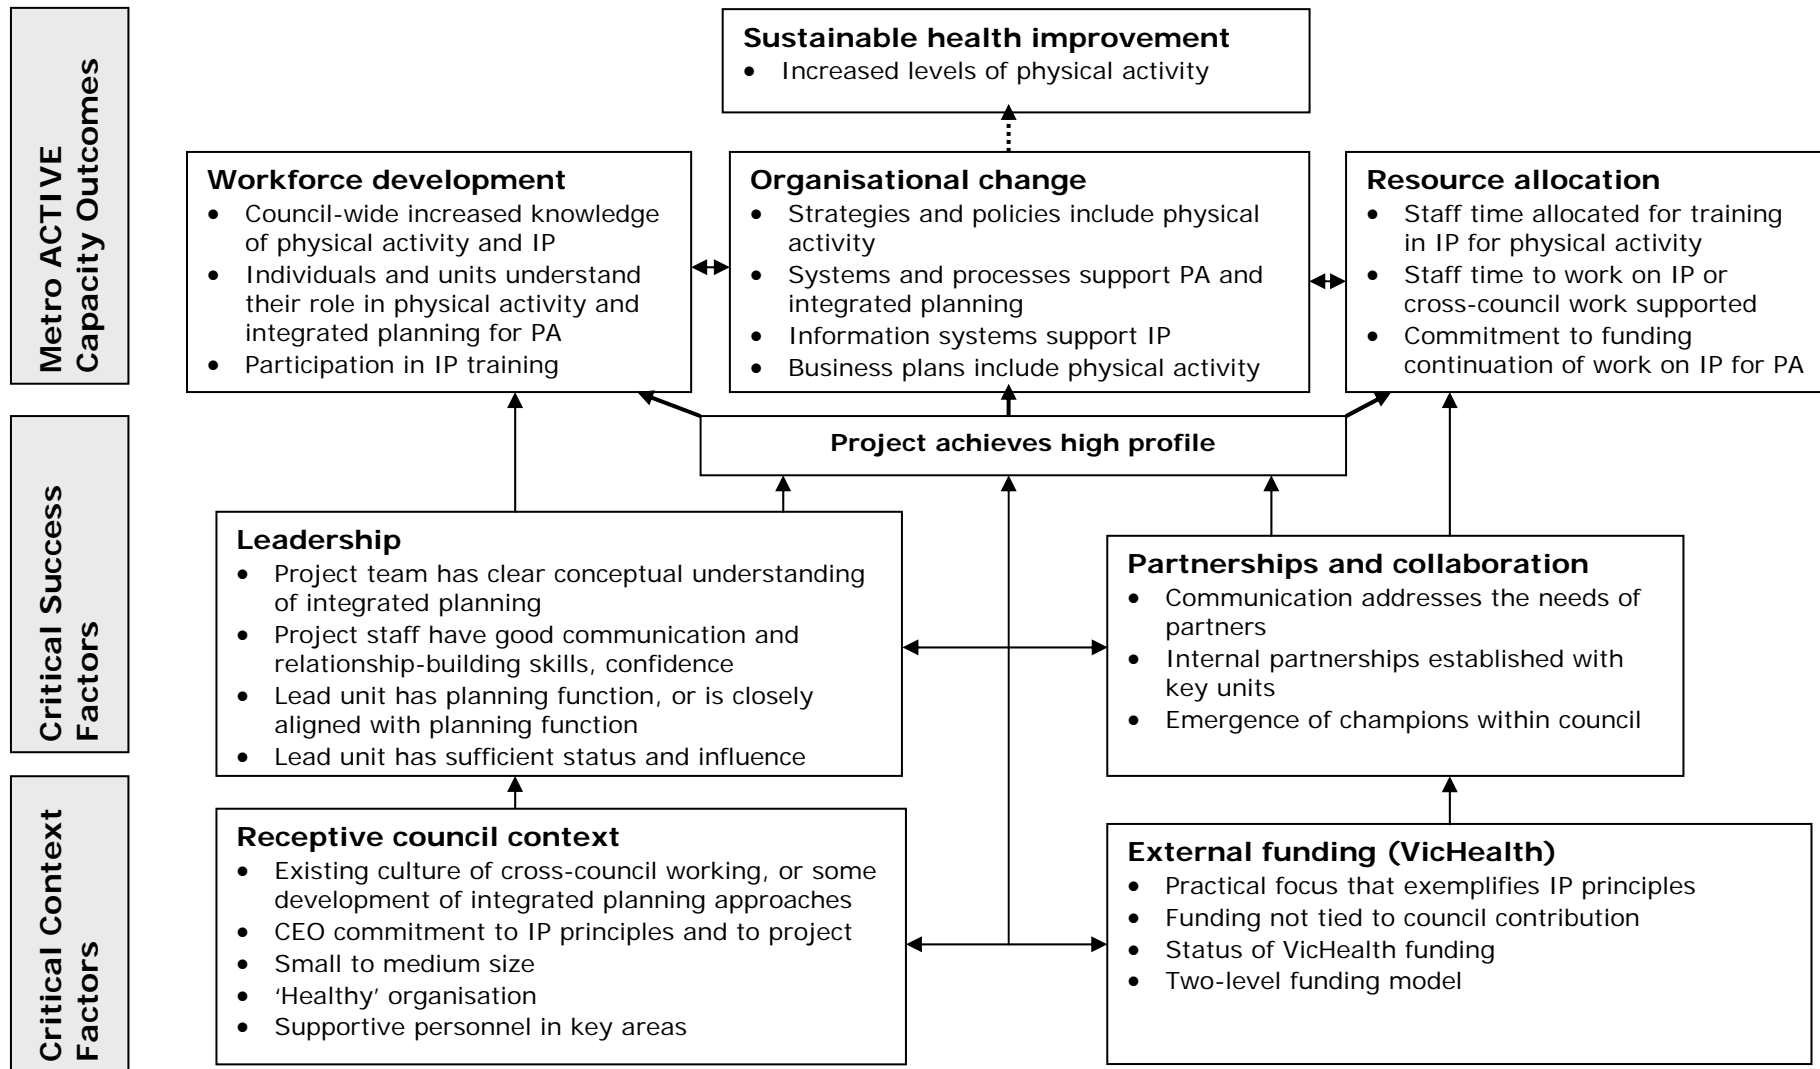 Metro ACTIVE
Capacity Outcomes
Sustainable health improvement
• Increased levels of physical activity
Workforce development
• Council-wide increased knowledge
of physical activity and IP
• Individuals and units understand
their role in physical activity and
integrated planning for PA
• Participation in IP training
Organisational change
• Strategies and policies include physical
activity
• Systems and processes support PA and
integrated planning
• Information systems support IP
• Business plans include physical activity
Resource allocation
• Staff time allocated for training
in IP for physical activity
• Staff time to work on IP or
cross-council work supported
• Commitment to funding
continuation of work on IP for PA
Critical Success
Factors
Project achieves high profile
Leadership
• Project team has clear conceptual understanding
of integrated planning
• Project staff have good communication and
relationship-building skills, confidence
• Lead unit has planning function, or is closely
aligned with planning function
• Lead unit has sufficient status and influence
Partnerships and collaboration
• Communication addresses the needs of
partners
• Internal partnerships established with
key units
• Emergence of champions within council
Critical Context
Factors
Receptive council context
• Existing culture of cross-council working, or some
development of integrated planning approaches
• CEO commitment to IP principles and to project
• Small to medium size
• ‘Healthy’ organisation
• Supportive personnel in key areas
External funding (VicHealth)
• Practical focus that exemplifies IP principles
• Funding not tied to council contribution
• Status of VicHealth funding
• Two-level funding model